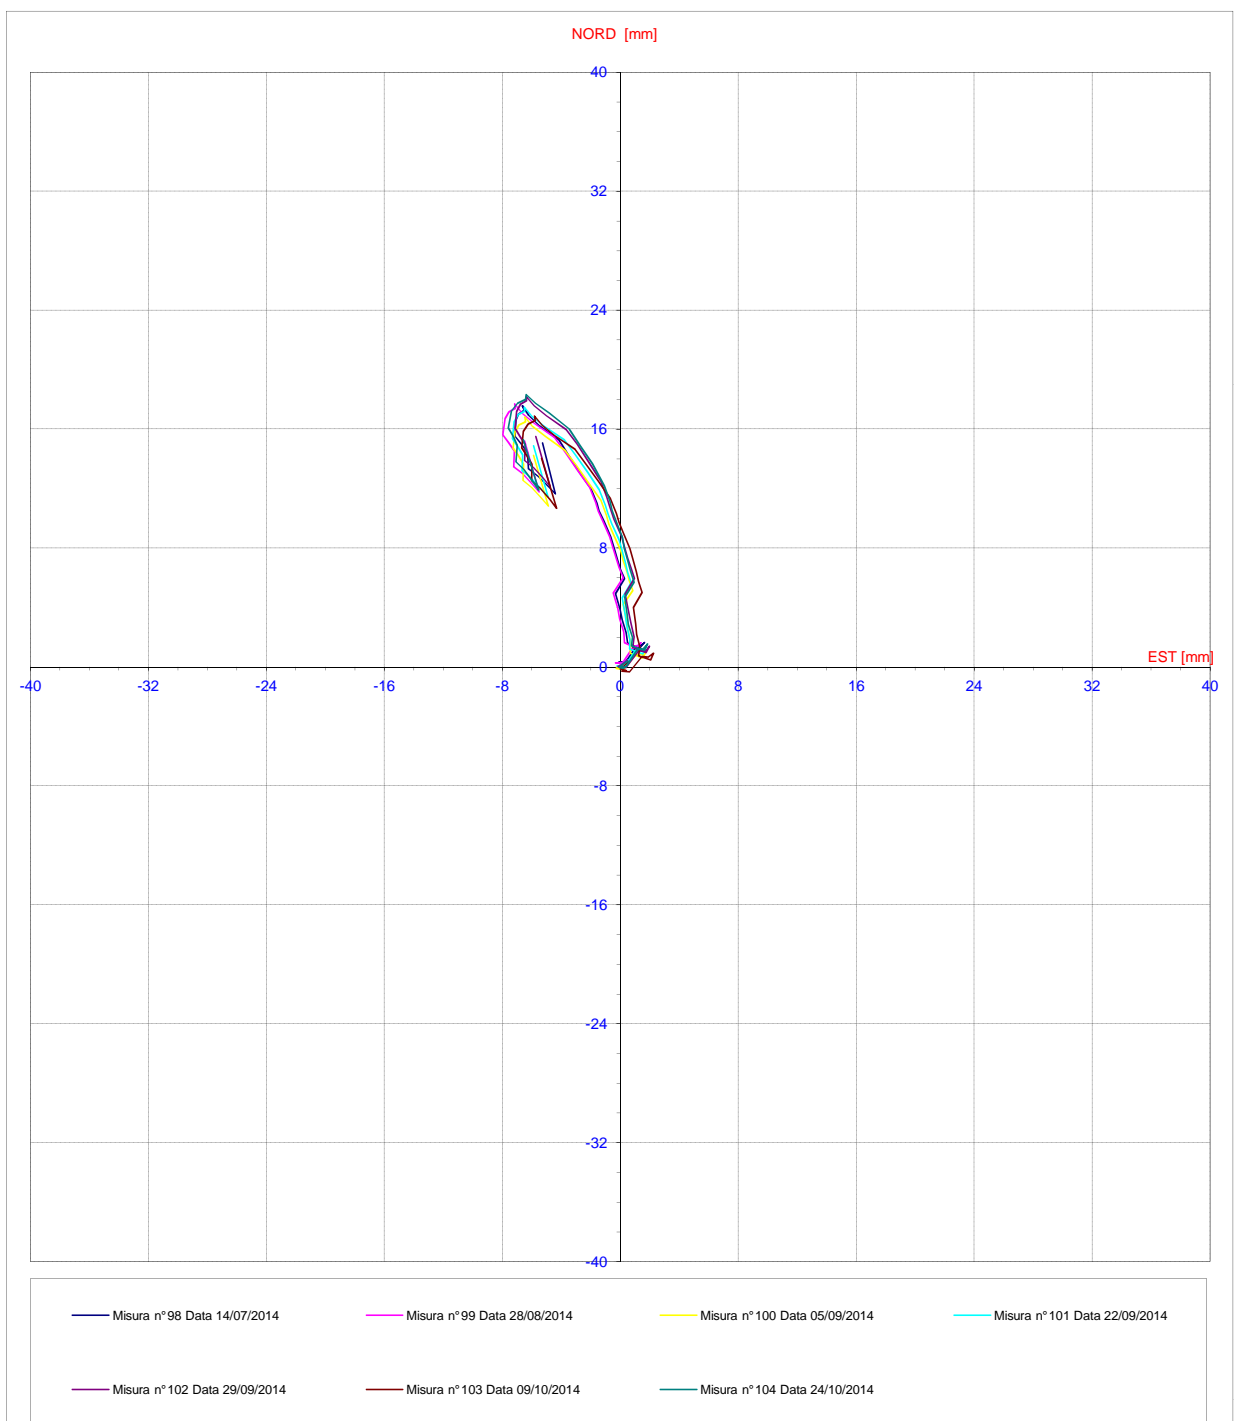 NORD [mm]
40
32
24
16
8
EST [mm]
0
-40 -32 -24 -16 -8 0 8 16 24 32 40
-8
-16
-24
-32
-40
Misura n°98 Data 14/07/2014 Misura n°99 Data 28/08/2014 Misura n°100 Data 05/09/2014 Misura n°101 Data 22/09/2014
Misura n°102 Data 29/09/2014 Misura n°103 Data 09/10/2014 Misura n°104 Data 24/10/2014